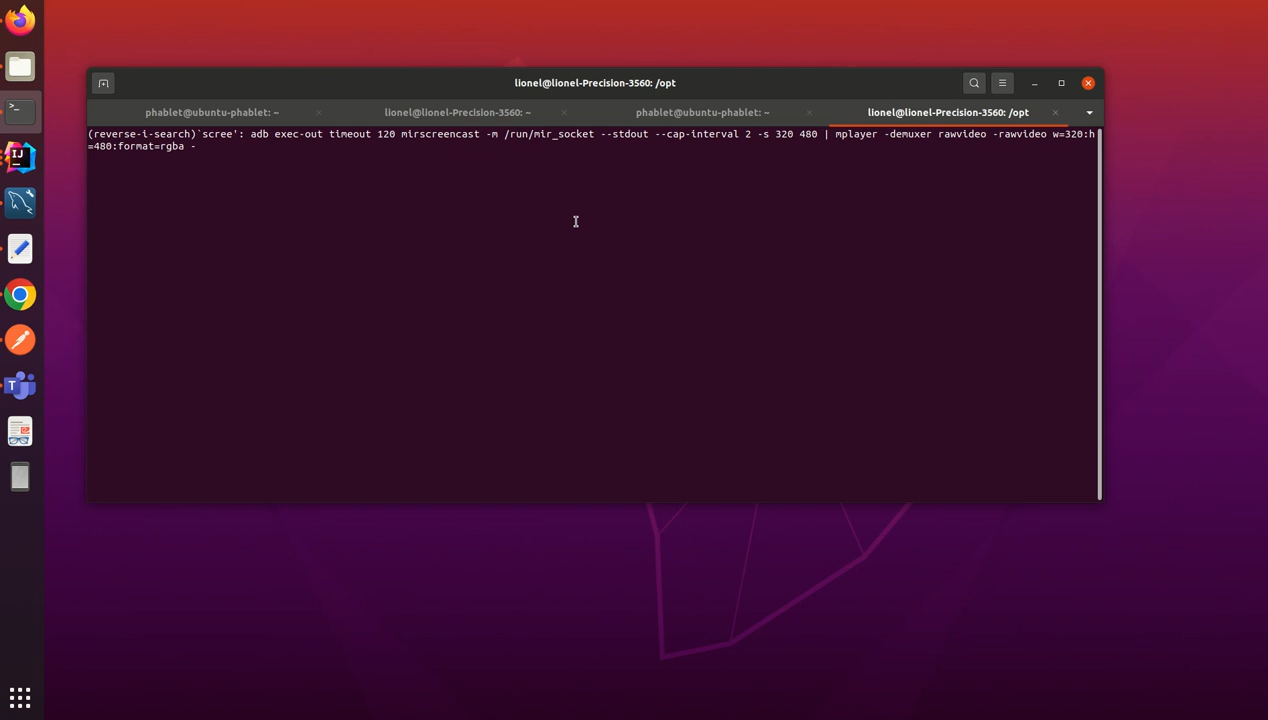 lionel@lionel-Precision-3560: /opt
phablet@ubuntu-phablet: ~
lionel@lionel-Precision-3560: ~
phablet@ubuntu-phablet: ~
lionel@lionel-Precision-3560: /opt
(reverse-i-search)`scree': adb exec-out timeout 120 mirscreencast -m /run/mir_socket --stdout --cap-interval 2 -s 320 480 | mplayer -demuxer rawvideo -rawvideo w=320:h
=480:format=rgba -
>_
IJ
T